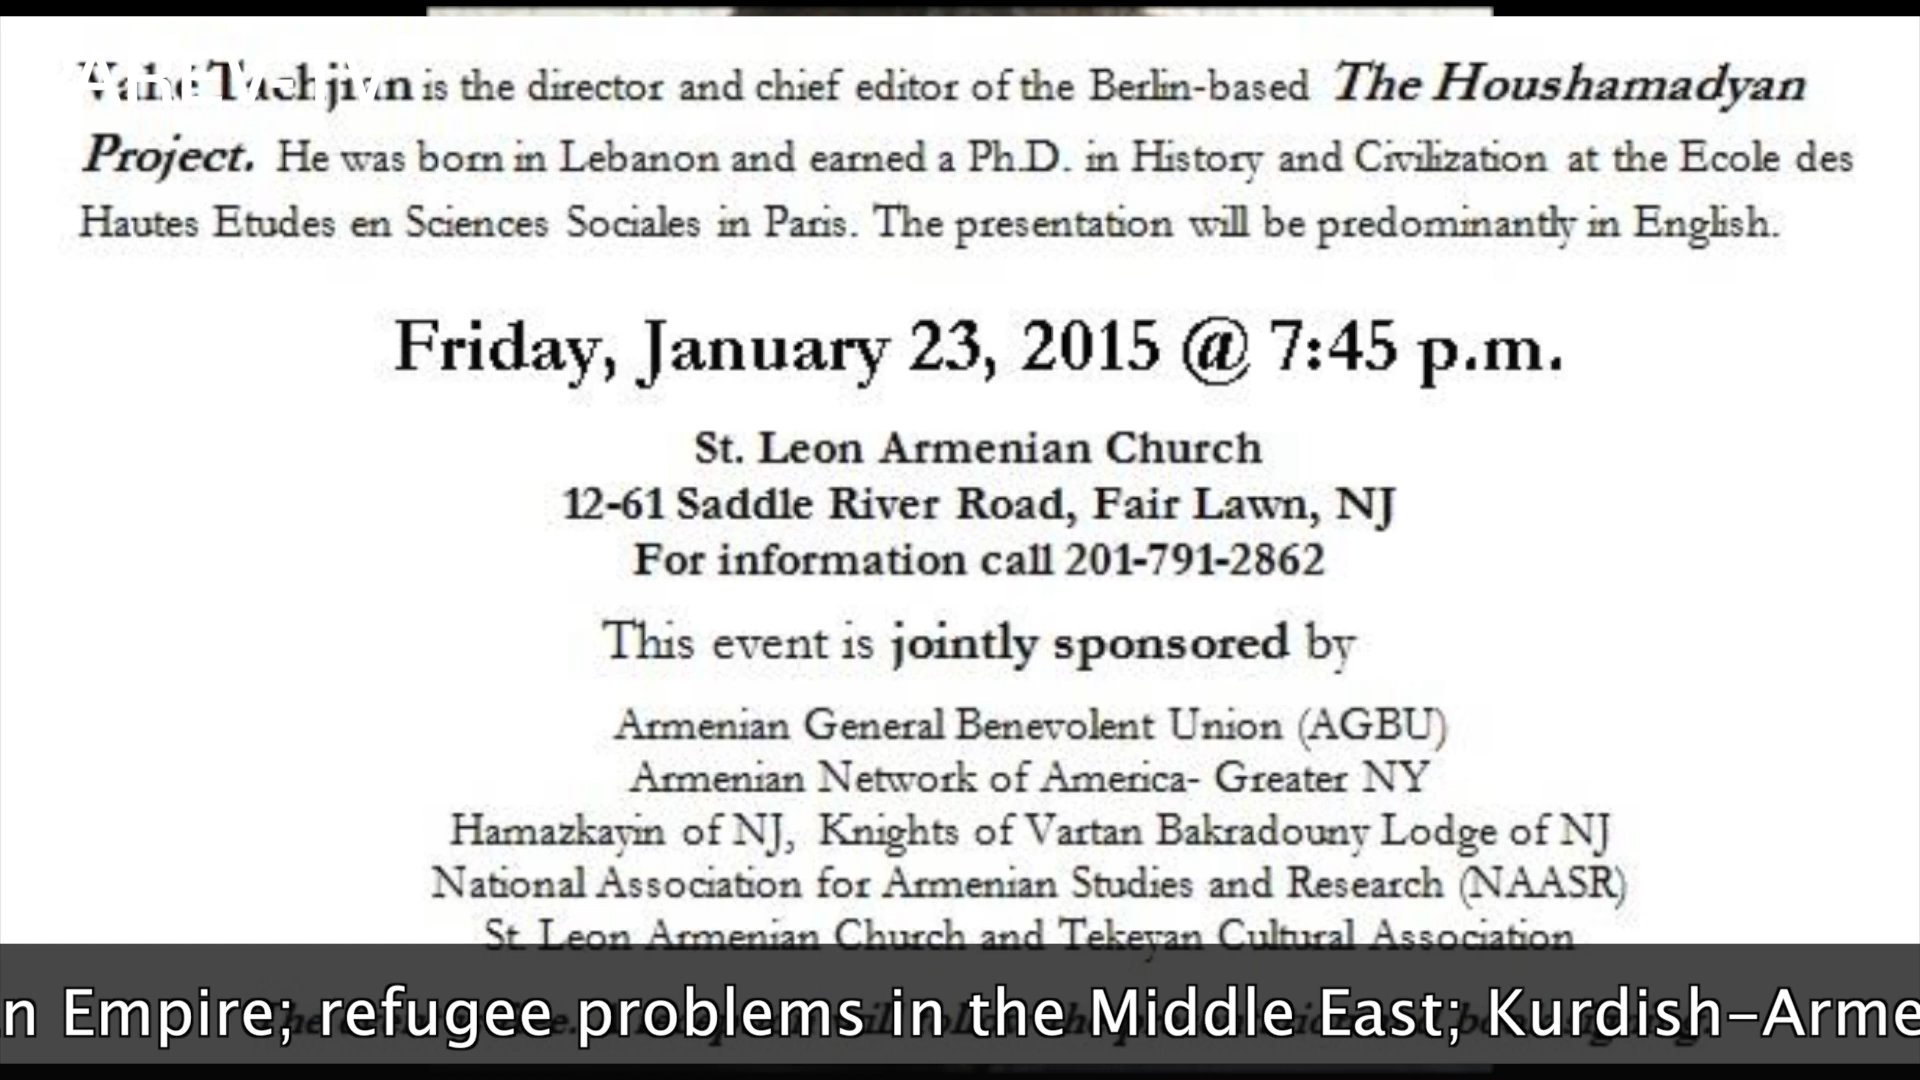 Vahé Tachjian is the director and chief editor of the Berlin-based The Houshamadyan
Project. He was born in Lebanon and earned a Ph.D. in History and Civilization at the Ecole des
Hautes Etudes en Sciences Sociales in Paris. The presentation will be predominantly in English.
Friday, January 23, 2015 @ 7:45 p.m.
St. Leon Armenian Church
12-61 Saddle River Road, Fair Lawn, NJ
For information call 201-791-2862
This event is jointly sponsored by
Armenian General Benevolent Union (AGBU)
Armenian Network of America- Greater NY
Hamazkayin of NJ, Knights of Vartan Bakradouny Lodge of NJ
National Association for Armenian Studies and Research (NAASR)
St. Leon Armenian Church and Tekeyan Cultural Association
n Empire; refugee problems in the Middle East; Kurdish-Arme